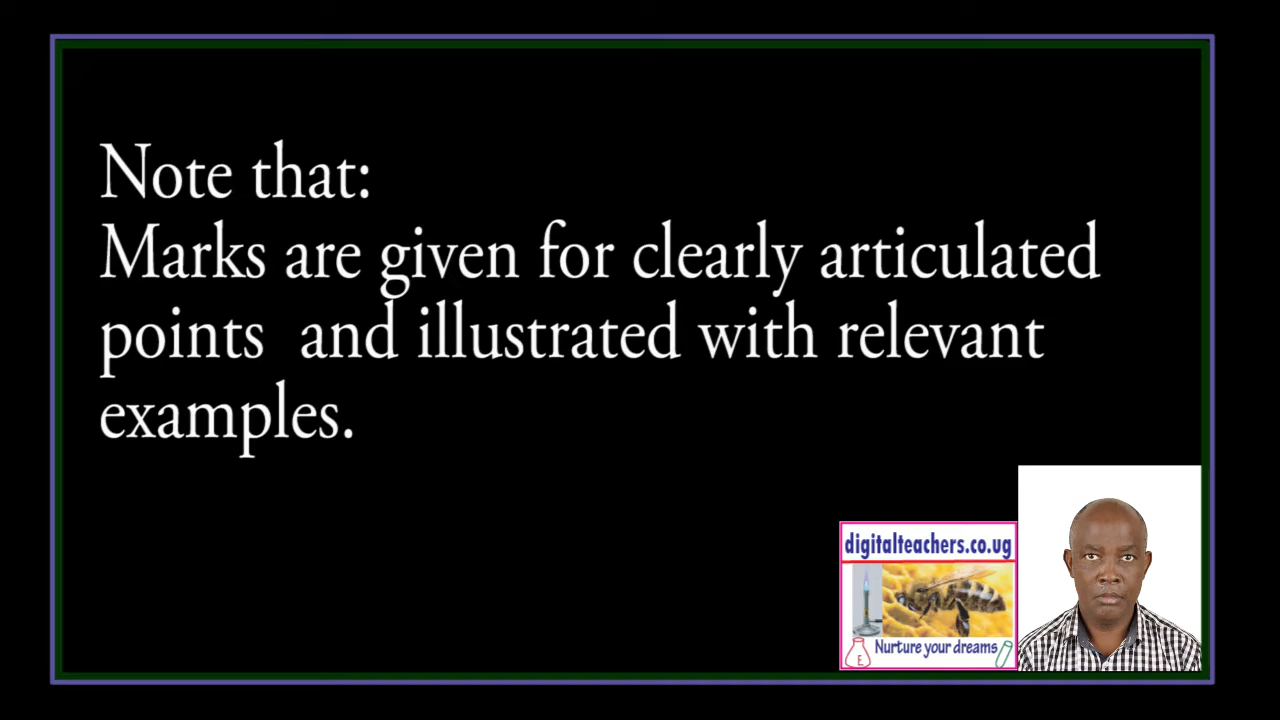 Note that:
Marks are given for clearly articulated
points and illustrated with relevant
examples.
digitalteachers.co.ug
E
Nurture your dreams